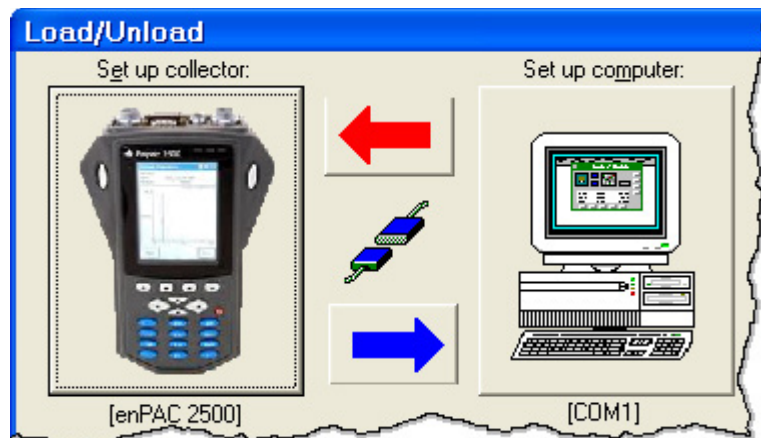 Load/Unload
Set up collector:
Set up computer:
[enPAC 2500]
[COM1]